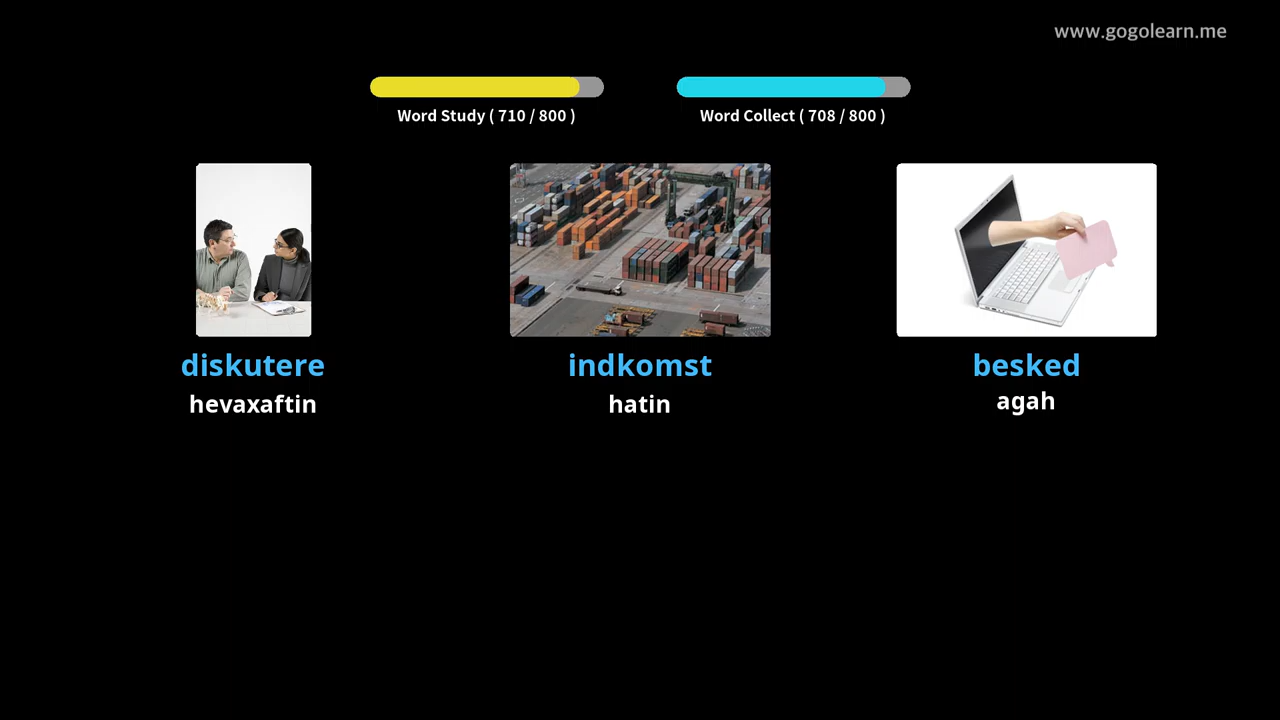 www.gogolearn.me
Word Study ( 710 / 800 )
Word Collect ( 708 / 800 )
diskutere
hevaxaftin
indkomst
hatin
besked
agah